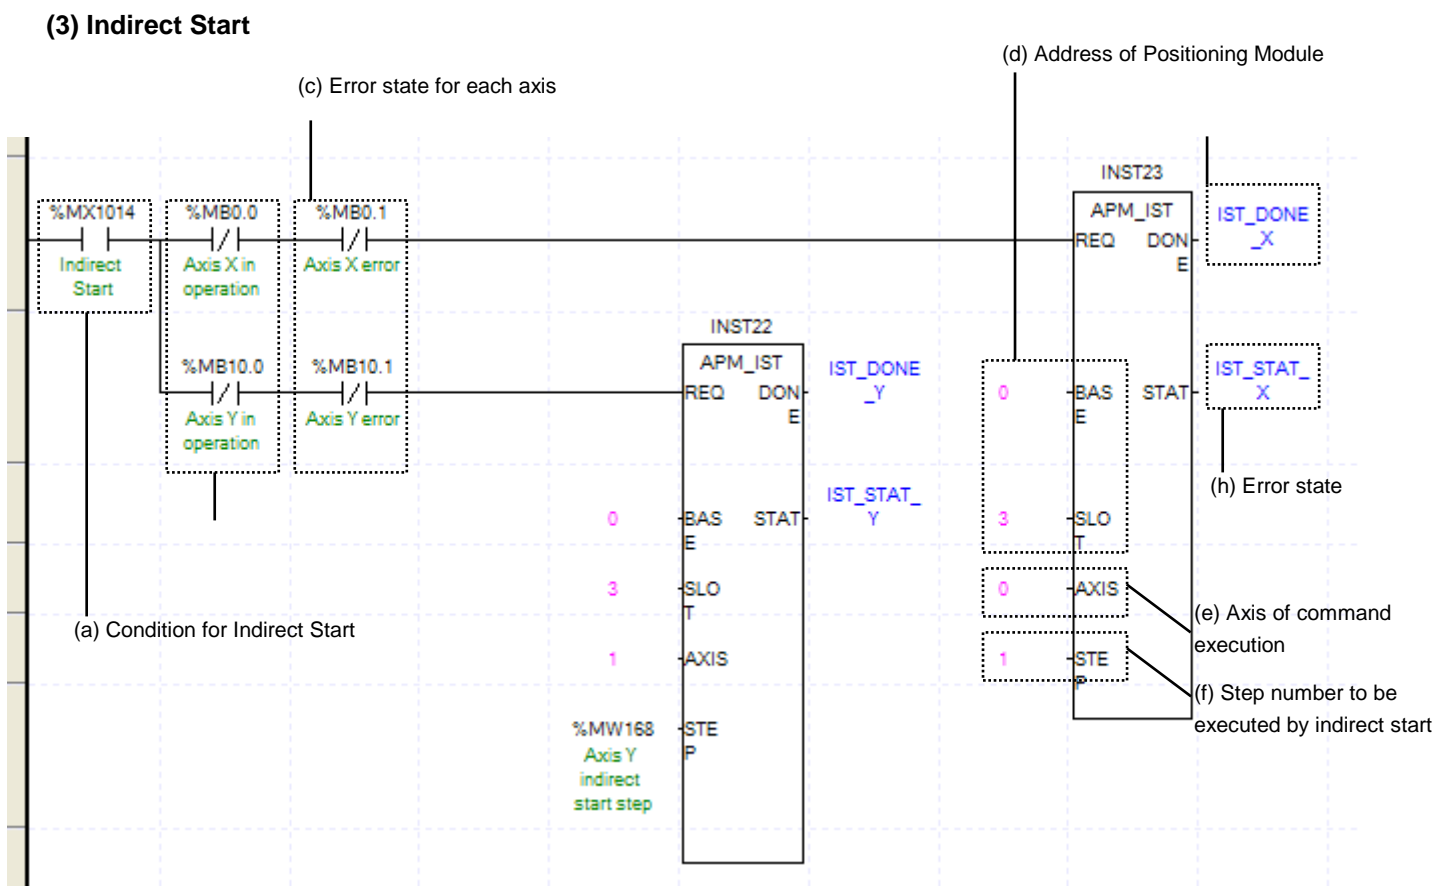 (3) Indirect Start
(d) Address of Positioning Module
(c) Error state for each axis
INST23
%MX1014
%MB0.0
%MB0.1
APM_IST
IST_DONE
_X
REQ
DON
E
Indirect
Start
Axis X in
operation
Axis X error
INST22
%MB10.0
%MB10.1
APM_IST
IST_DONE
_Y
REQ
DON
E
0
BAS
E
STAT
IST_STAT_
X
Axis Y in
operation
Axis Y error
(h) Error state
IST_STAT_
Y
0
BAS
E
STAT
3
SLO
T
3
SLO
T
0
AXIS
(e) Axis of command
execution
(a) Condition for Indirect Start
1
AXIS
1
STE
P
(f) Step number to be
executed by indirect start
%MW168
STE
P
Axis Y
indirect
start step